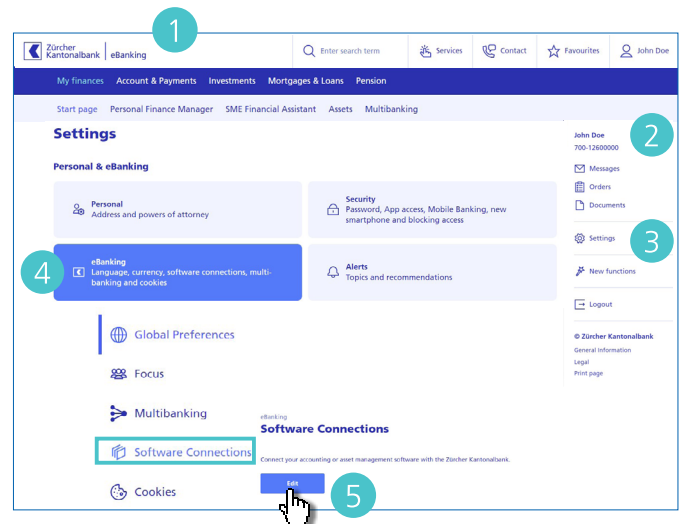 1
Zürcher
Kantonalbank
eBanking
Enter search term
Services
Contact
Favourites
John Doe
My finances Account & Payments Investments Mortgages & Loans Pension
Start page Personal Finance Manager SME Financial Assistant Assets Multibanking
Settings
Personal & eBanking
Personal
Address and powers of attorney
Security
Password, App access, Mobile Banking, new
smartphone and blocking access
4
eBanking
Language, currency, software connections, multi-
banking and cookies
Alerts
Topics and recommendations
John Doe
700-12600000
2
Messages
Orders
Documents
Settings
3
New functions
Logout
© Zürcher Kantonalbank
General Information
Legal
Print page
Global Preferences
Focus
Multibanking
Software Connections
Cookies
eBanking
Software Connections
Connect your accounting or asset management software with the Zürcher Kantonalbank.
Edit
5